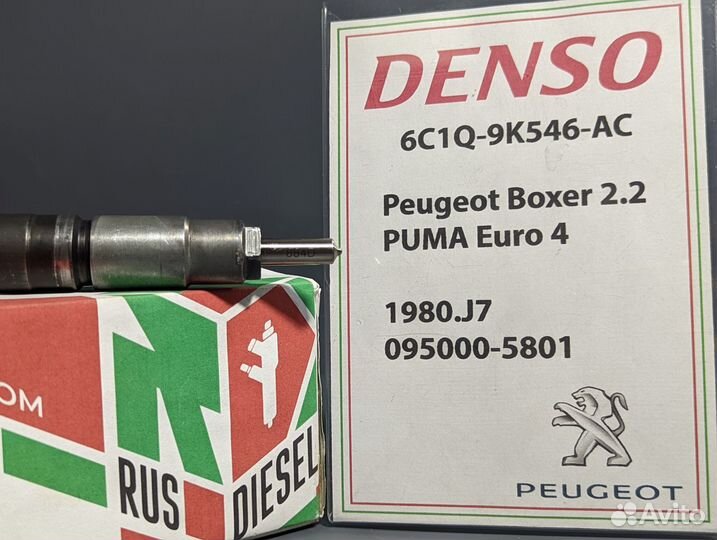 DENSO
6C1Q-9K546-AC
Peugeot Boxer 2.2
PUMA Euro 4
1980.J7
095000-5801
PEUGEOT
OM
RUS
DIESEL
Avito